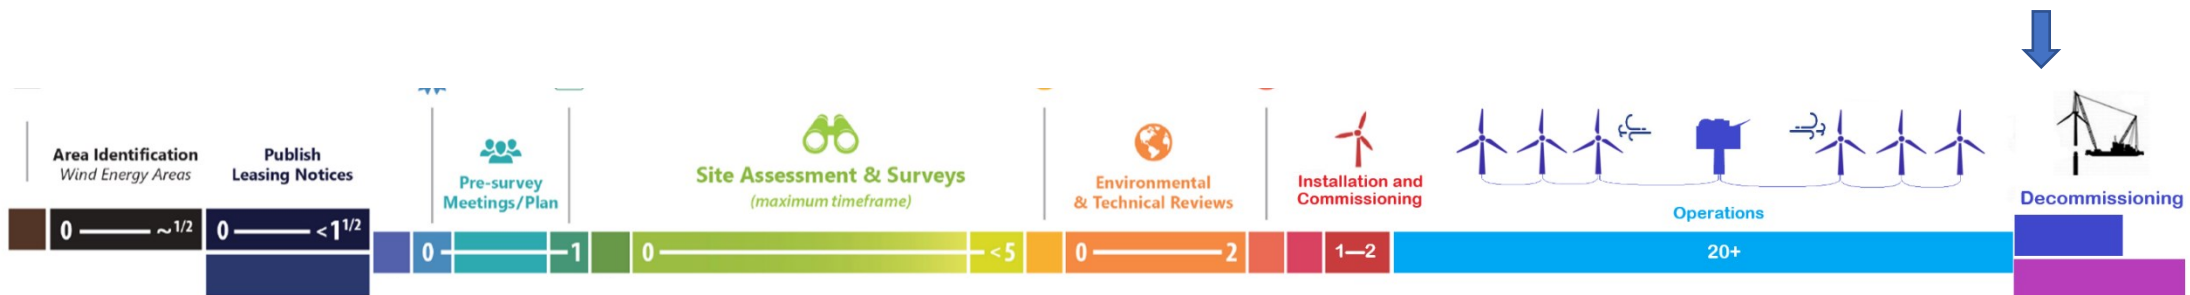 Area Identification
Wind Energy Areas
0 ~1/2
Publish
Leasing Notices
0 <1 1/2
Pre-survey
Meetings/Plan
0 1
Site Assessment & Surveys
(maximum timeframe)
0 <5
Environmental
& Technical Reviews
0 2
Installation and
Commissioning
1—2
Operations
20+
Decommissioning